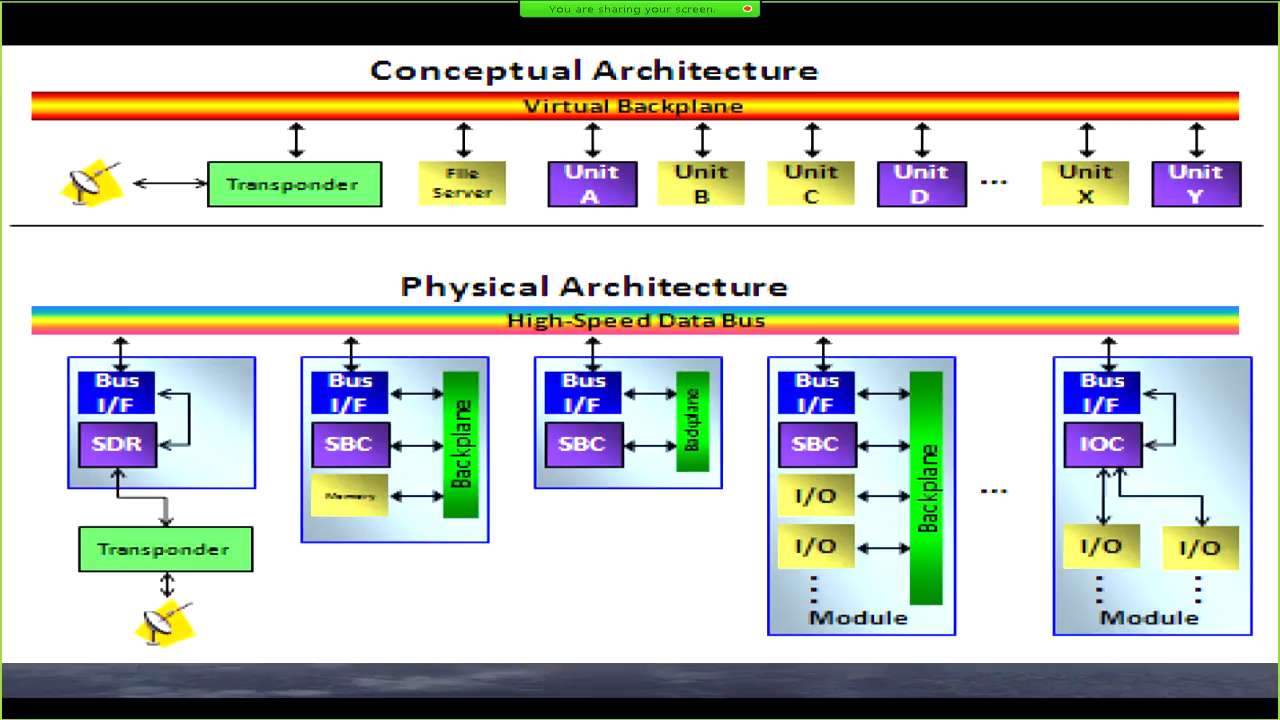 You are sharing your screen.
Conceptual Architecture
Virtual Backplane
Transponder
File
Server
Unit
A
Unit
B
Unit
C
Unit
D
...
Unit
X
Unit
Y
Physical Architecture
High-Speed Data Bus
Bus
I/F
SDR
Transponder
Bus
I/F
SBC
Memory
Backplane
Bus
I/F
SBC
Backplane
Bus
I/F
SBC
I/O
I/O
Backplane
Module
...
Bus
I/F
IOC
I/O
I/O
Module